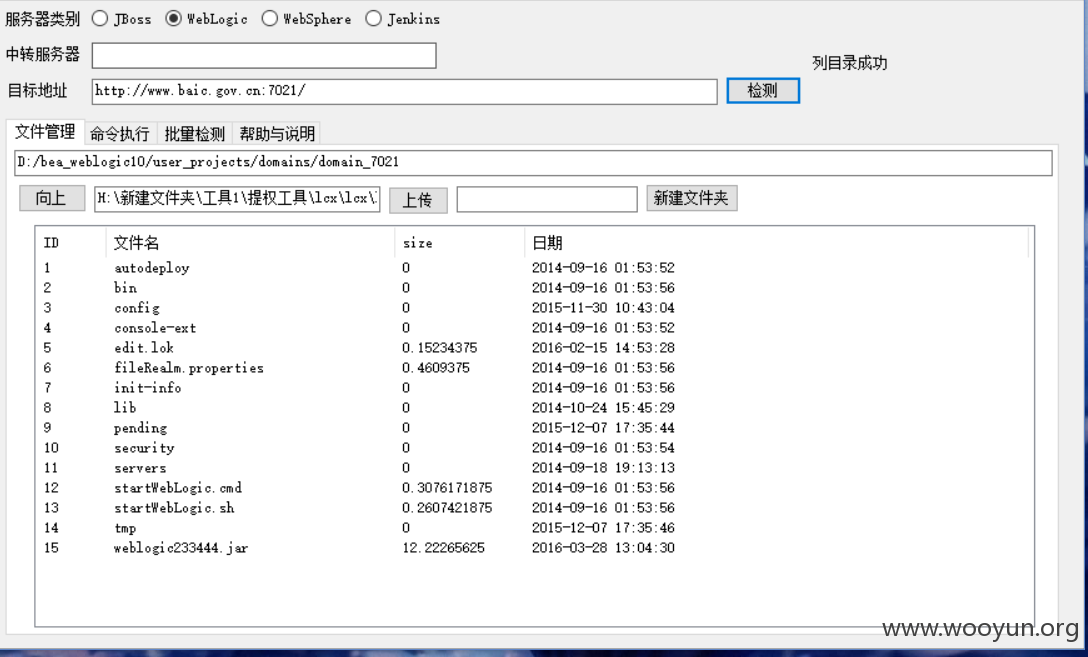 服务器类别 JBoss WebLogic WebSphere Jenkins
中转服务器
列目录成功
目标地址 http://www.baic.gov.cn:7021/ 检测
文件管理 命令执行 批量检测 帮助与说明
D:/bea_weblogic10/user_projects/domains/domain_7021
向上 H:\新建文件夹\工具1\提权工具\lcx\lcx\ 上传 新建文件夹
ID 文件名 size 日期
1 autodeploy 0 2014-09-16 01:53:52
2 bin 0 2014-09-16 01:53:56
3 config 0 2015-11-30 10:43:04
4 console-ext 0 2014-09-16 01:53:52
5 edit.lok 0.15234375 2016-02-15 14:53:28
6 fileRealm.properties 0.4609375 2014-09-16 01:53:56
7 init-info 0 2014-09-16 01:53:56
8 lib 0 2014-10-24 15:45:29
9 pending 0 2015-12-07 17:35:44
10 security 0 2014-09-16 01:53:54
11 servers 0 2014-09-18 19:13:13
12 startWebLogic.cmd 0.3076171875 2014-09-16 01:53:56
13 startWebLogic.sh 0.2607421875 2014-09-16 01:53:56
14 tmp 0 2015-12-07 17:35:46
15 weblogic233444.jar 12.22265625 2016-03-28 13:04:30
www.wooyun.org